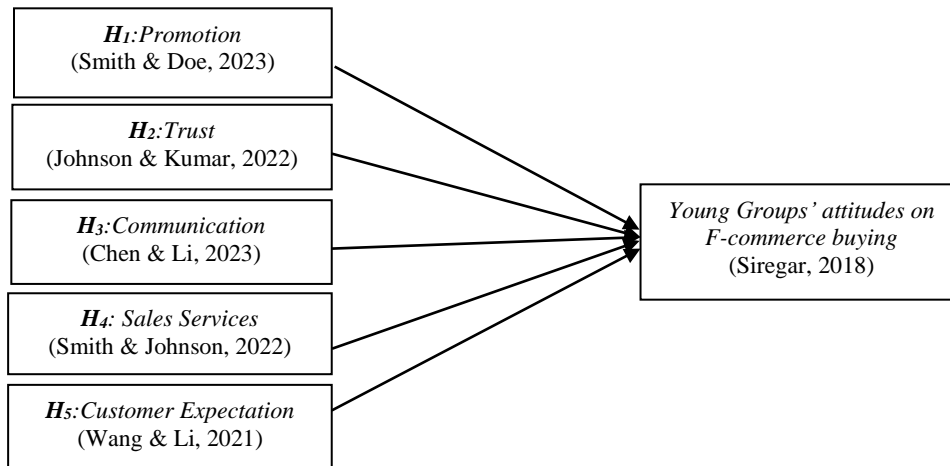 H₁:Promotion
(Smith & Doe, 2023)
H₂:Trust
(Johnson & Kumar, 2022)
H₃:Communication
(Chen & Li, 2023)
H₄: Sales Services
(Smith & Johnson, 2022)
H₅:Customer Expectation
(Wang & Li, 2021)
Young Groups’ attitudes on
F-commerce buying
(Siregar, 2018)